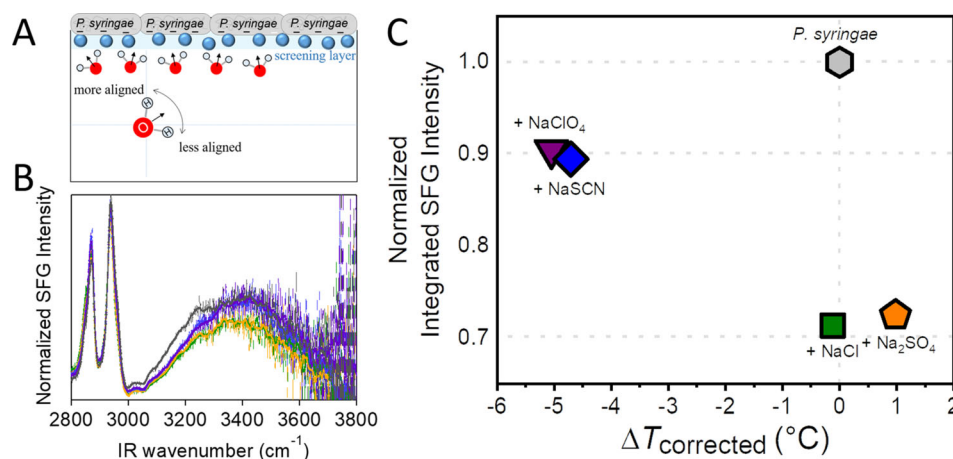 A
P. syringae P. syringae P. syringae P. syringae
screening layer
more aligned
H
O
H
less aligned
B
Normalized SFG Intensity
2800 3000 3200 3400 3600 3800
IR wavenumber (cm⁻¹)
C
Normalized
Integrated SFG Intensity
1.0
0.9
0.8
0.7
P. syringae
+ NaClO₄
+ NaSCN
+ NaCl
+ Na₂SO₄
-6 -5 -4 -3 -2 -1 0 1 2
ΔT corrected (°C)